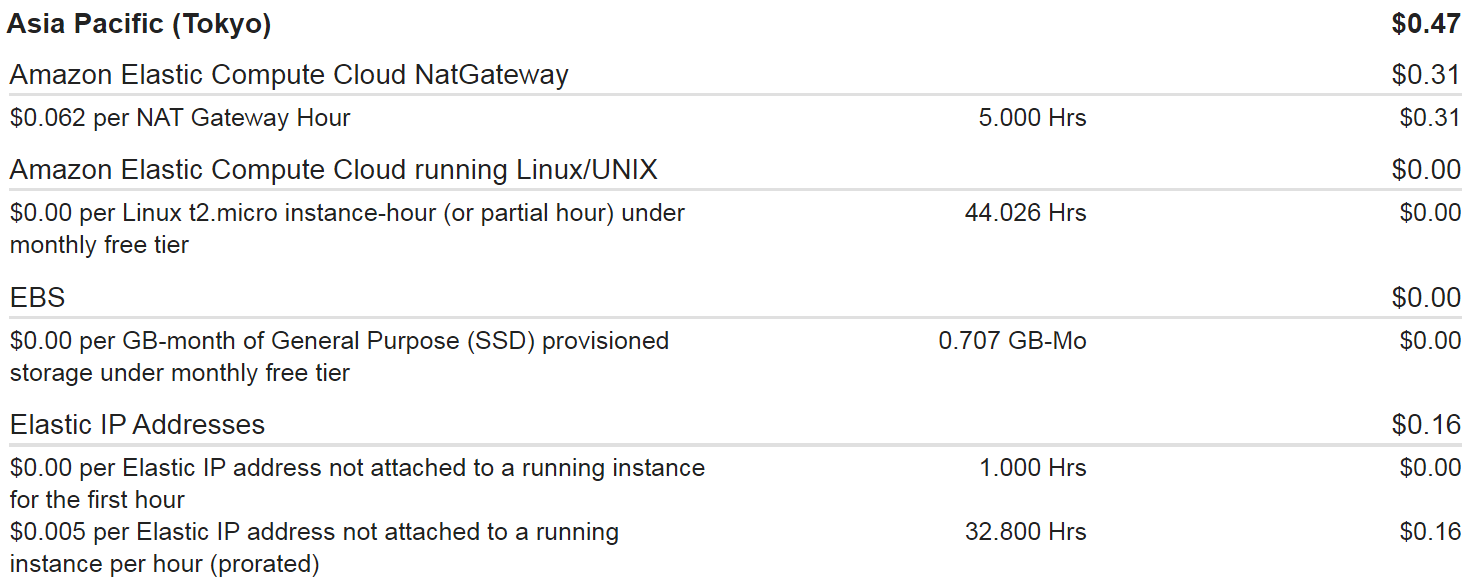 Asia Pacific (Tokyo) $0.47
Amazon Elastic Compute Cloud NatGateway $0.31
$0.062 per NAT Gateway Hour 5.000 Hrs $0.31
Amazon Elastic Compute Cloud running Linux/UNIX $0.00
$0.00 per Linux t2.micro instance-hour (or partial hour) under 44.026 Hrs $0.00
monthly free tier
EBS $0.00
$0.00 per GB-month of General Purpose (SSD) provisioned 0.707 GB-Mo $0.00
storage under monthly free tier
Elastic IP Addresses $0.16
$0.00 per Elastic IP address not attached to a running instance 1.000 Hrs $0.00
for the first hour
$0.005 per Elastic IP address not attached to a running 32.800 Hrs $0.16
instance per hour (prorated)